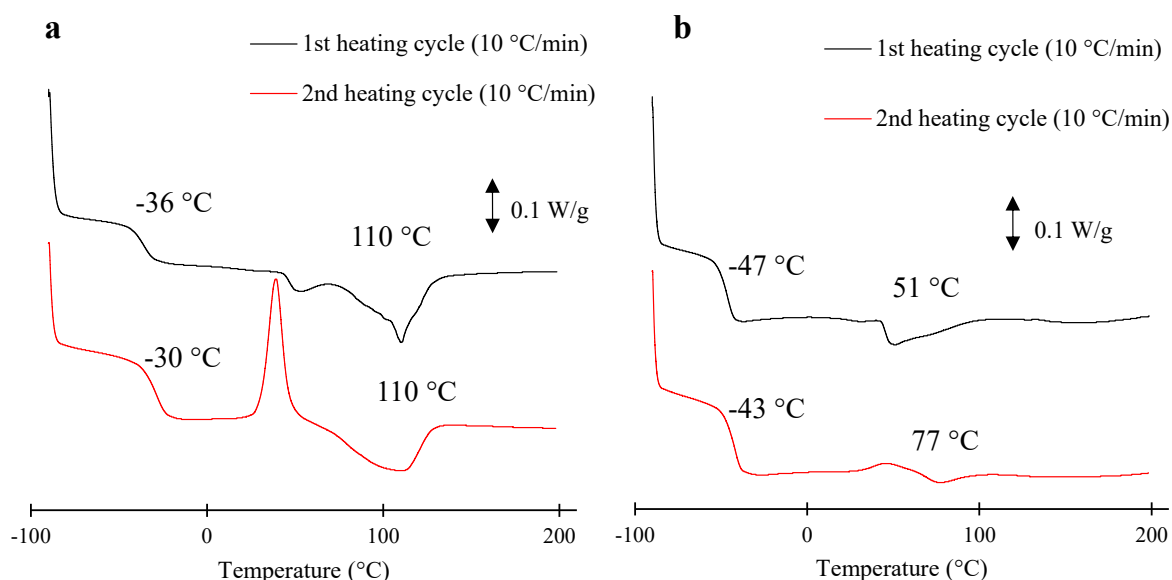 a
1st heating cycle (10 °C/min)
2nd heating cycle (10 °C/min)
-36 °C
0.1 W/g
110 °C
-30 °C
110 °C
-100
0
100
200
Temperature (°C)
b
1st heating cycle (10 °C/min)
2nd heating cycle (10 °C/min)
0.1 W/g
-47 °C
51 °C
-43 °C
77 °C
-100
0
100
200
Temperature (°C)